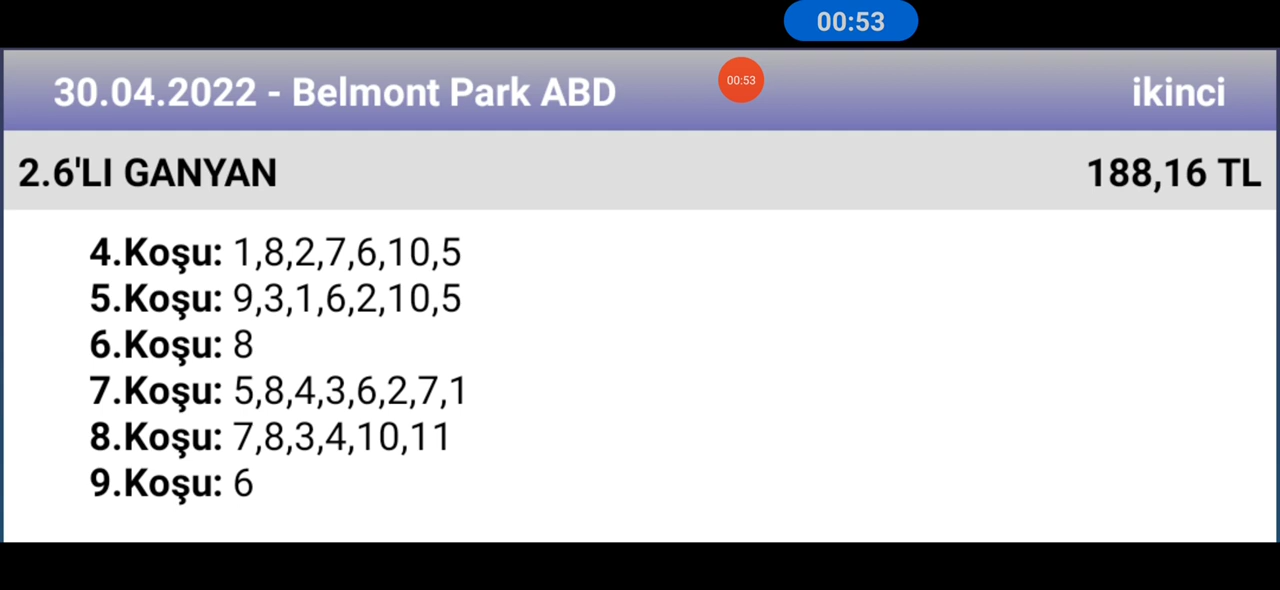 00:53
30.04.2022 - Belmont Park ABD 00:53 ikinci
2.6'LI GANYAN 188,16 TL
4.Koşu: 1,8,2,7,6,10,5
5.Koşu: 9,3,1,6,2,10,5
6.Koşu: 8
7.Koşu: 5,8,4,3,6,2,7,1
8.Koşu: 7,8,3,4,10,11
9.Koşu: 6